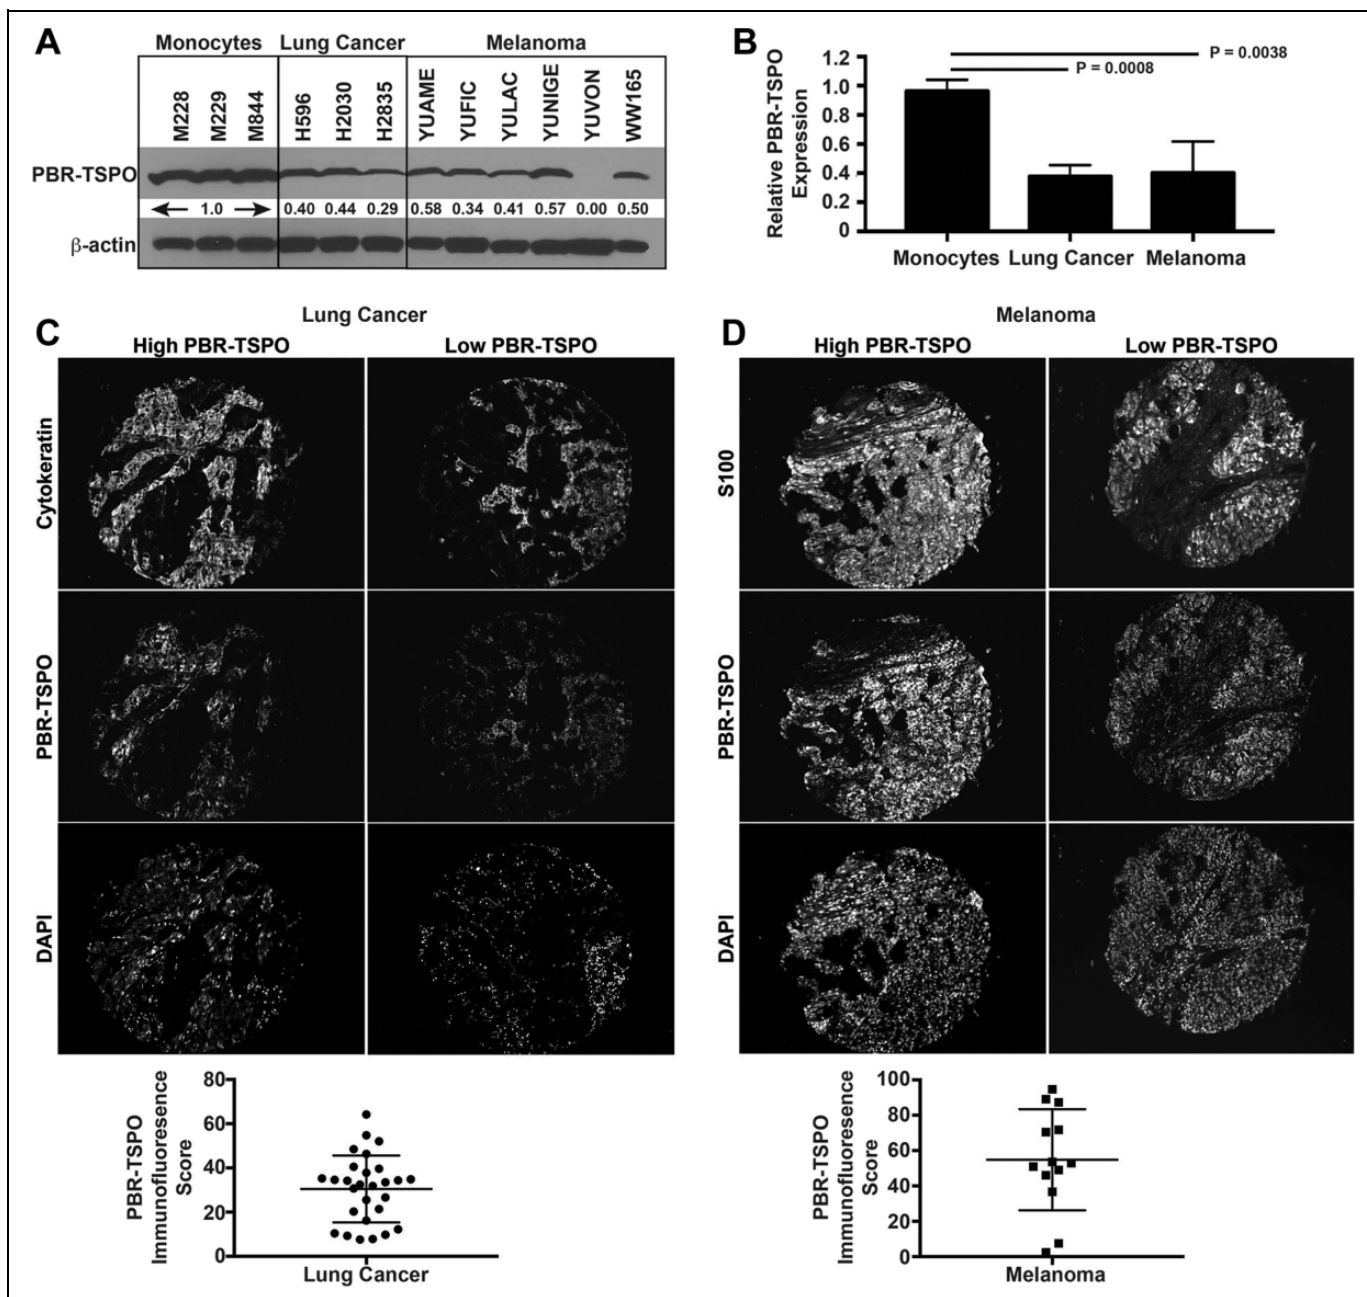 A
Monocytes
Lung Cancer
Melanoma
M228
M229
M844
H596
H2030
H2835
YUAME
YUFIC
YULAC
YUNIGE
YUVON
WW165
PBR-TSPO
1.0
0.40
0.44
0.29
0.58
0.34
0.41
0.57
0.00
0.50
β-actin
B
Relative PBR-TSPO
Expression
1.2
1.0
0.8
0.6
0.4
0.2
0
P = 0.0038
P = 0.0008
Monocytes
Lung Cancer
Melanoma
C
Lung Cancer
High PBR-TSPO
Low PBR-TSPO
Cytokeratin
PBR-TSPO
DAPI
PBR-TSPO
Immunofluoresence
Score
80
60
40
20
0
Lung Cancer
D
Melanoma
High PBR-TSPO
Low PBR-TSPO
S100
PBR-TSPO
DAPI
PBR-TSPO
Immunofluoresence
Score
100
80
60
40
20
0
Melanoma